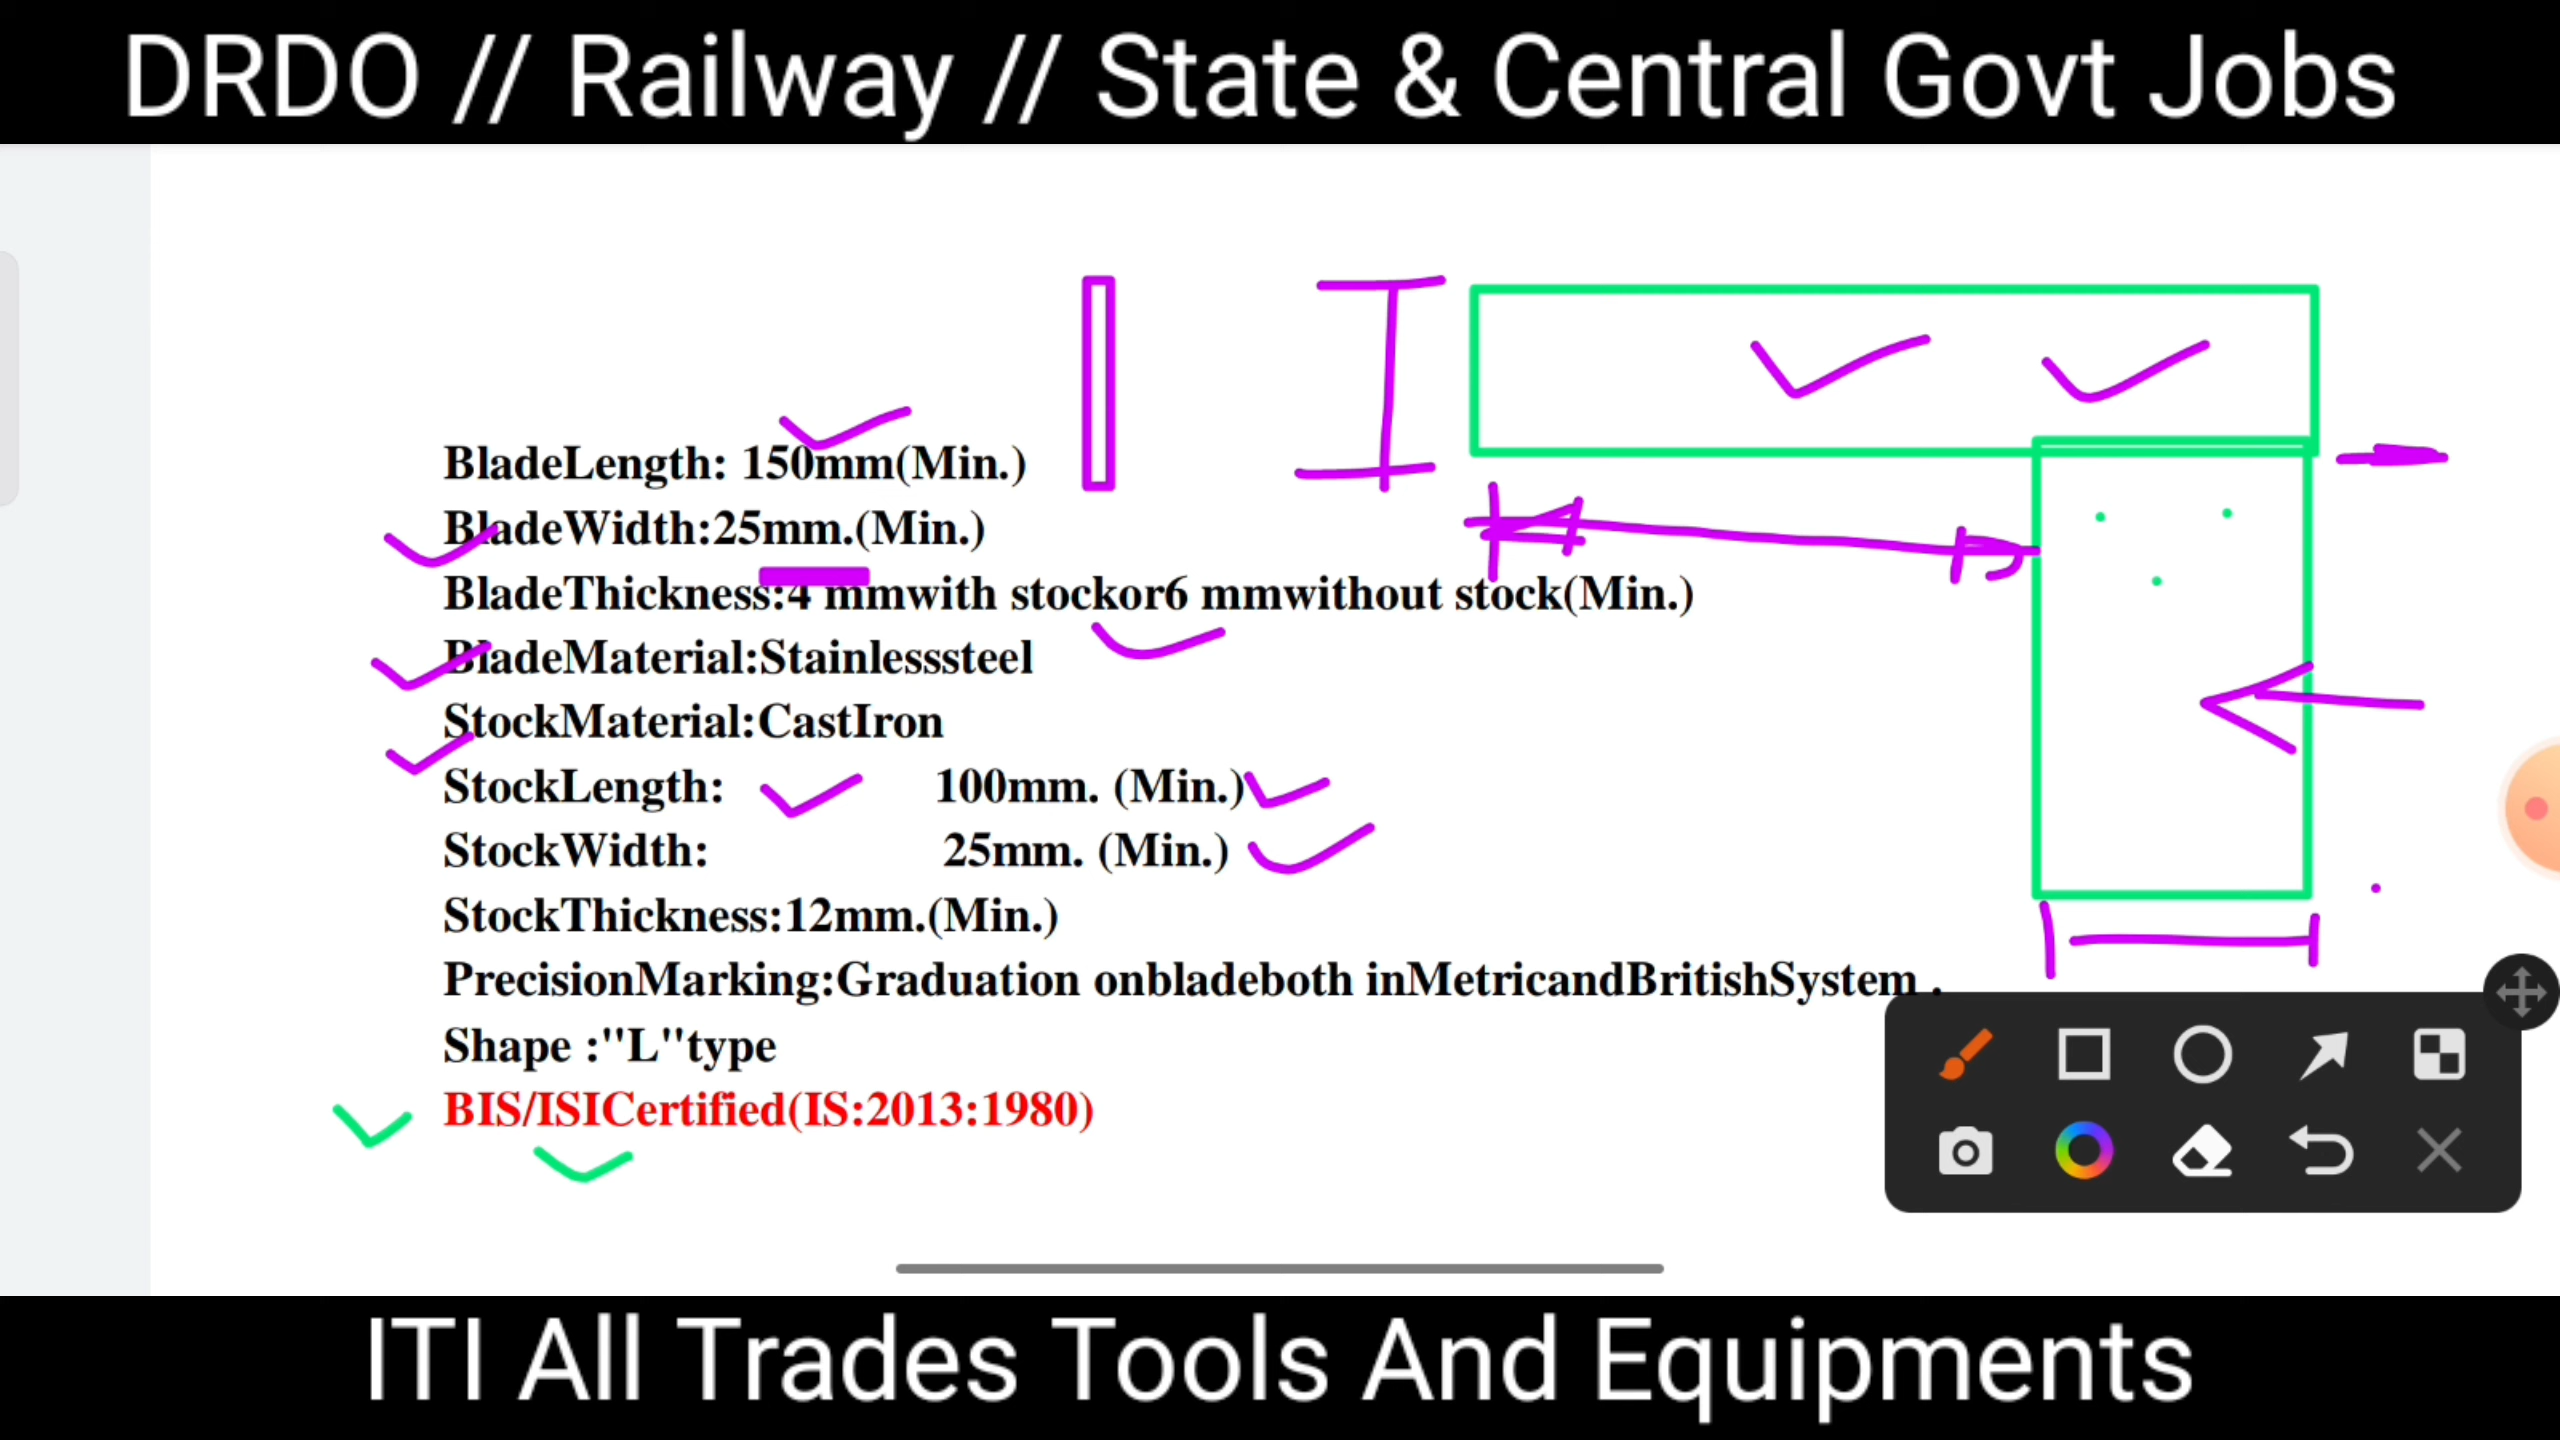 DRDO // Railway // State & Central Govt Jobs
BladeLength: 150mm(Min.)
BladeWidth:25mm.(Min.)
BladeThickness:4 mmwith stockor6 mmwithout stock(Min.)
BladeMaterial:Stainlesssteel
StockMaterial:CastIron
StockLength: 100mm. (Min.)
StockWidth: 25mm. (Min.)
StockThickness:12mm.(Min.)
PrecisionMarking:Graduation onbladeboth inMetricandBritishSystem .
Shape :"L"type
BIS/ISICertified(IS:2013:1980)
ITI All Trades Tools And Equipments